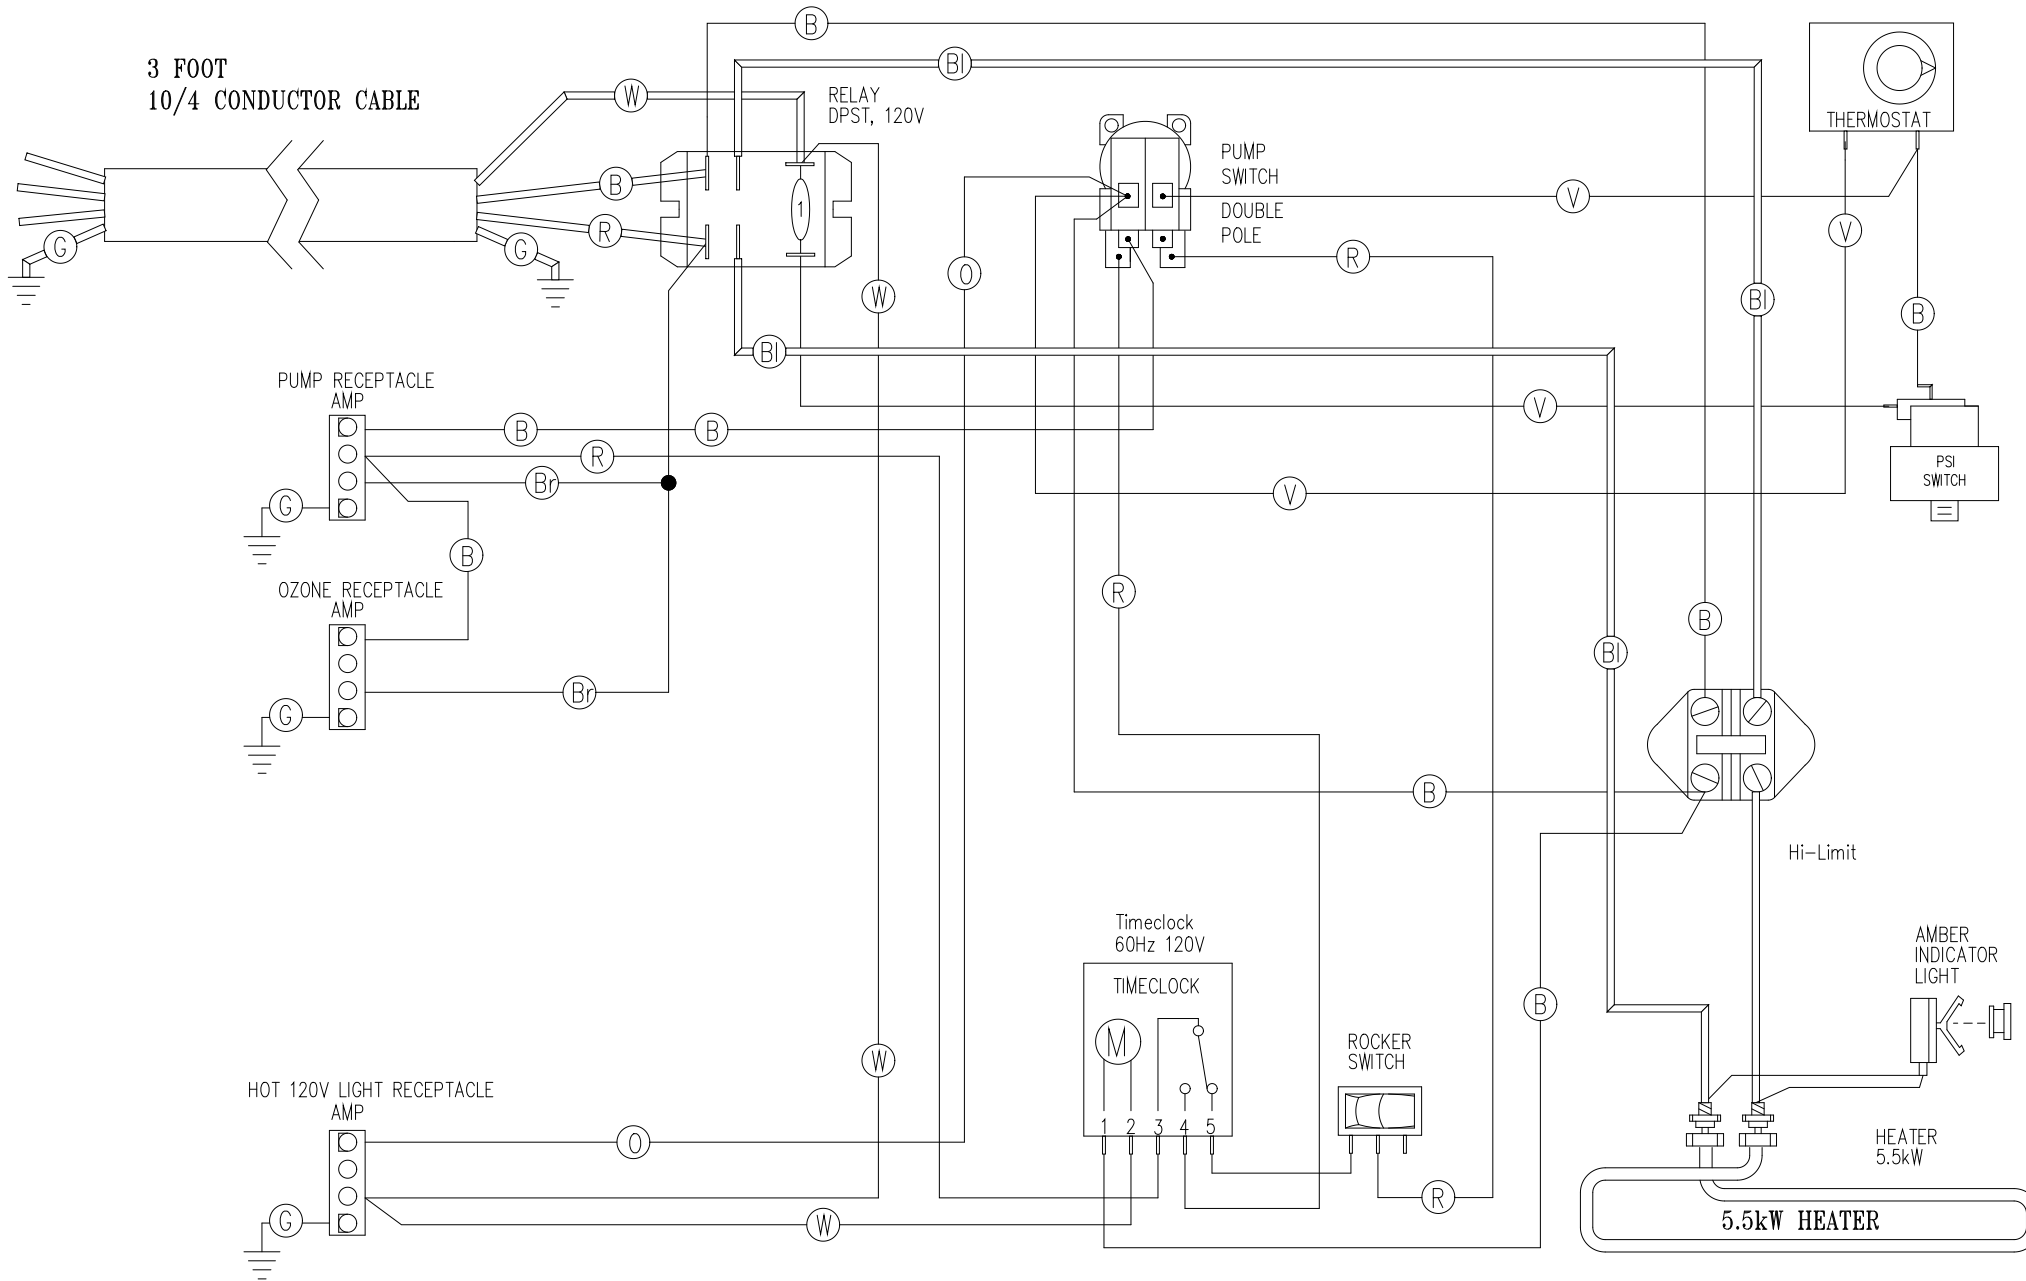 B
3 FOOT
10/4 CONDUCTOR CABLE
Bl
W
RELAY
DPST, 120V
THERMOSTAT
PUMP
SWITCH
DOUBLE
POLE
B
1
V
R
G
G
V
R
O
W
Bl
B
Bl
PUMP RECEPTACLE
AMP
V
B
B
R
Br
PSI
SWITCH
V
G
B
OZONE RECEPTACLE
AMP
R
B
Bl
Br
G
B
Hi-Limit
Timeclock
60Hz 120V
TIMECLOCK
AMBER
INDICATOR
LIGHT
B
M
ROCKER
SWITCH
W
HOT 120V LIGHT RECEPTACLE
AMP
1 2 3 4 5
O
HEATER
5.5kW
R
G
W
5.5kW HEATER